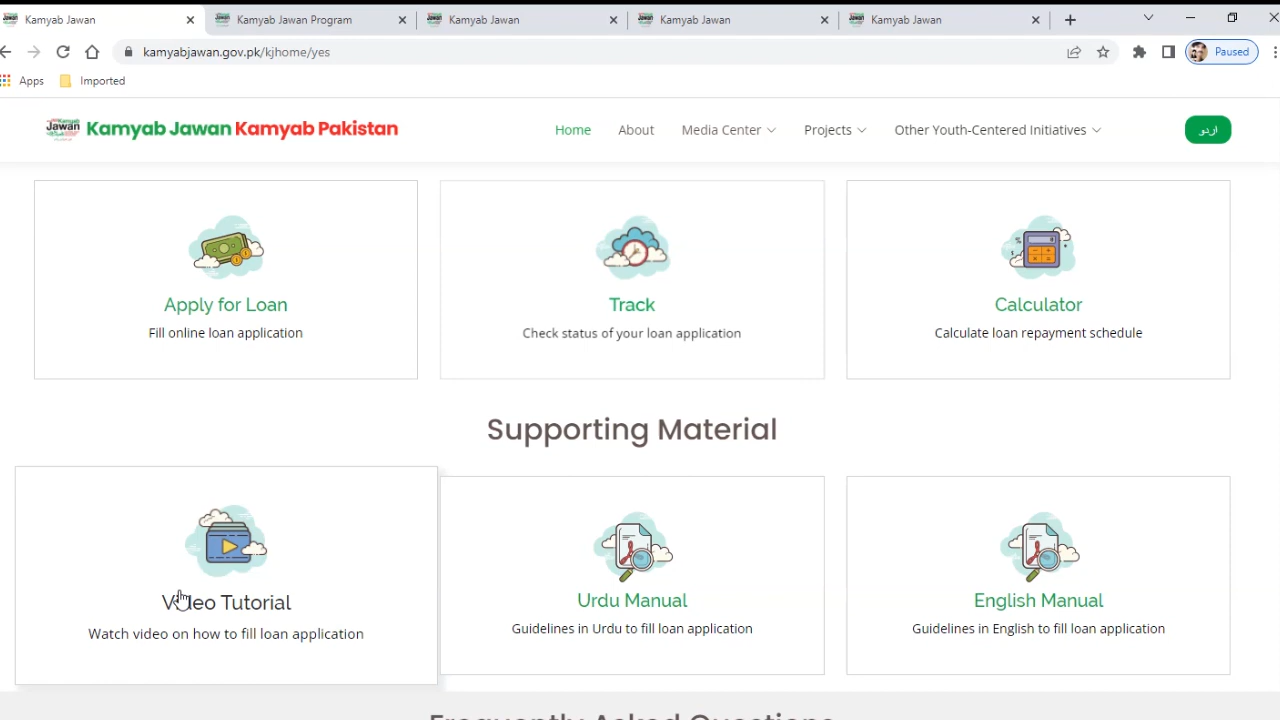 Kamyab Jawan
Kamyab Jawan Program
Kamyab Jawan
Kamyab Jawan
Kamyab Jawan
kamyabjawan.gov.pk/kjhome/yes
Paused
Apps
Imported
Kamyab Jawan Kamyab Pakistan
Home
About
Media Center
Projects
Other Youth-Centered Initiatives
اردو
Apply for Loan
Fill online loan application
Track
Check status of your loan application
Calculator
Calculate loan repayment schedule
Supporting Material
Video Tutorial
Watch video on how to fill loan application
Urdu Manual
Guidelines in Urdu to fill loan application
English Manual
Guidelines in English to fill loan application
Frequently Asked Questions